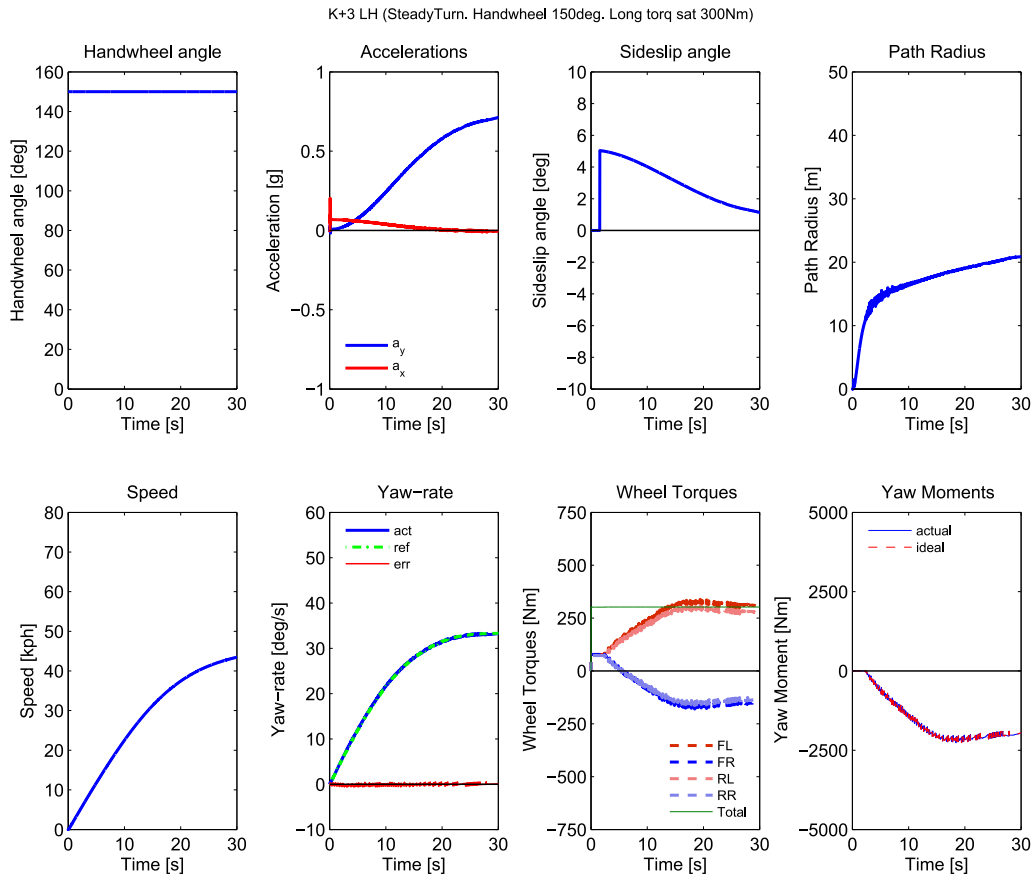 K+3 LH (SteadyTurn. Handwheel 150deg. Long torq sat 300Nm)
Handwheel angle
Handwheel angle [deg]
160
140
120
100
80
60
40
20
0
0 10 20 30
Time [s]
Accelerations
Acceleration [g]
1
0.5
0
−0.5
−1
a_y
a_x
0 10 20 30
Time [s]
Sideslip angle
Sideslip angle [deg]
10
8
6
4
2
0
−2
−4
−6
−8
−10
0 10 20 30
Time [s]
Path Radius
Path Radius [m]
50
40
30
20
10
0
0 10 20 30
Time [s]
Speed
Speed [kph]
80
70
60
50
40
30
20
10
0
0 10 20 30
Time [s]
Yaw−rate
Yaw−rate [deg/s]
60
50
40
30
20
10
0
−10
act
ref
err
0 10 20 30
Time [s]
Wheel Torques
Wheel Torques [Nm]
750
500
250
0
−250
−500
−750
FL
FR
RL
RR
Total
0 10 20 30
Time [s]
Yaw Moments
Yaw Moment [Nm]
5000
2500
0
−2500
−5000
actual
ideal
0 10 20 30
Time [s]